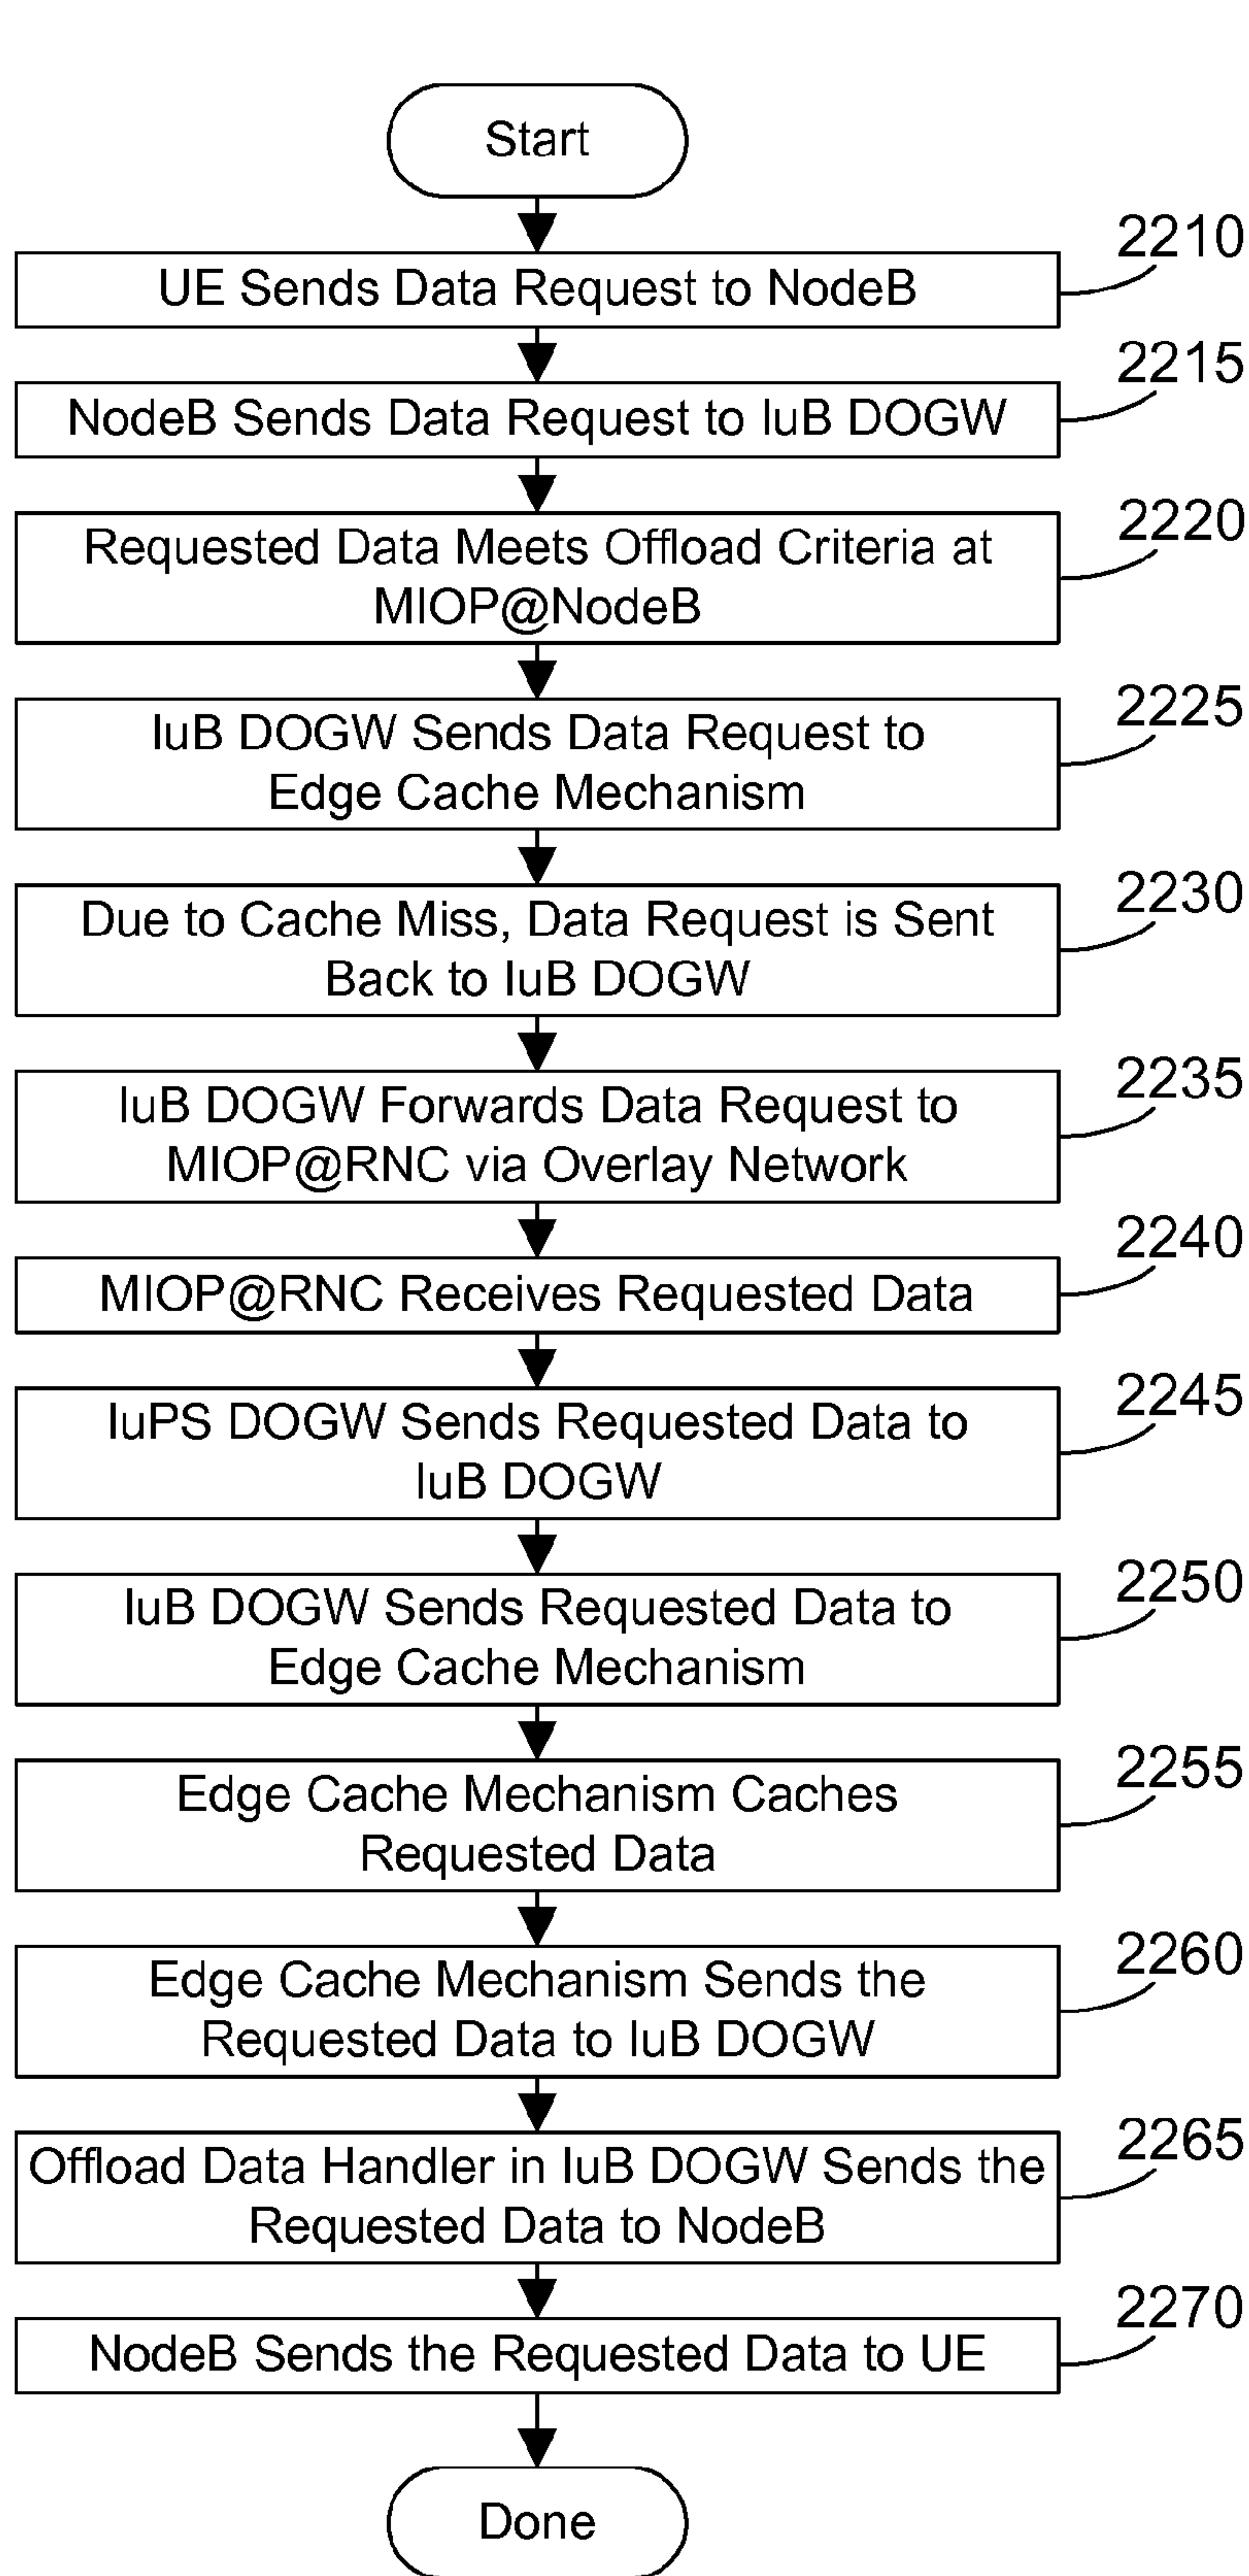 Start
2210
UE Sends Data Request to NodeB
2215
NodeB Sends Data Request to IuB DOGW
2220
Requested Data Meets Offload Criteria at
MIOP@NodeB
2225
IuB DOGW Sends Data Request to
Edge Cache Mechanism
2230
Due to Cache Miss, Data Request is Sent
Back to IuB DOGW
2235
IuB DOGW Forwards Data Request to
MIOP@RNC via Overlay Network
2240
MIOP@RNC Receives Requested Data
2245
IuPS DOGW Sends Requested Data to
IuB DOGW
2250
IuB DOGW Sends Requested Data to
Edge Cache Mechanism
2255
Edge Cache Mechanism Caches
Requested Data
2260
Edge Cache Mechanism Sends the
Requested Data to IuB DOGW
2265
Offload Data Handler in IuB DOGW Sends the
Requested Data to NodeB
2270
NodeB Sends the Requested Data to UE
Done